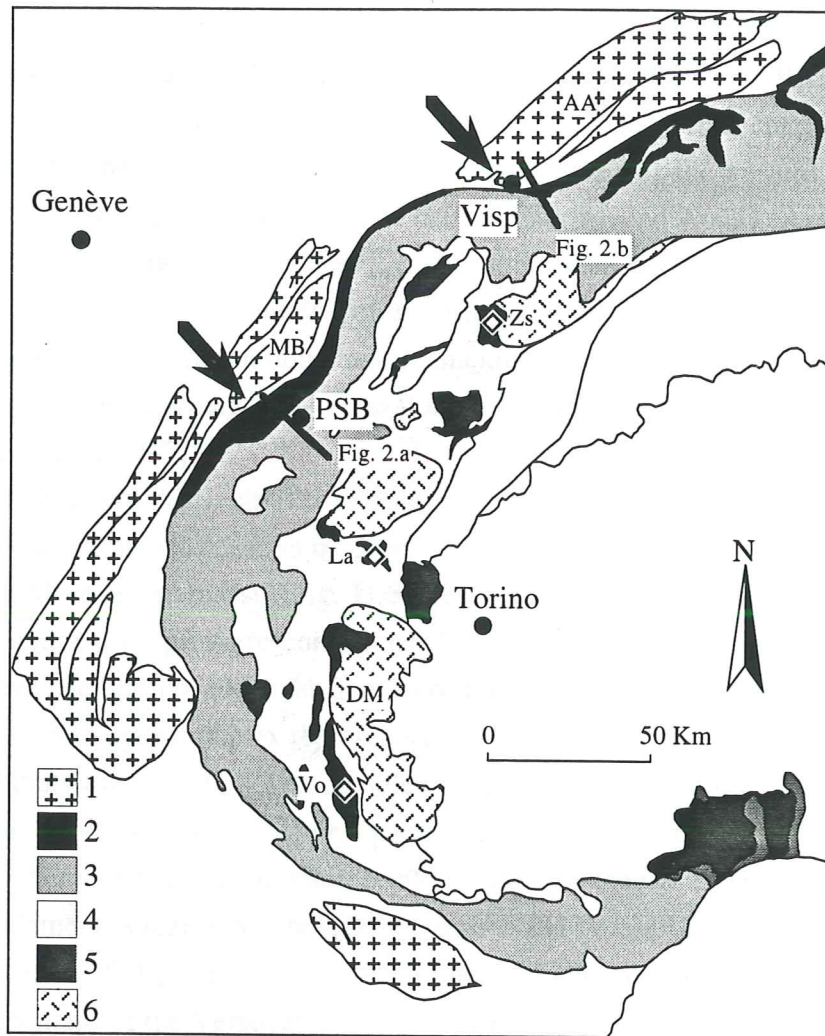 AA
Genève
Visp
Fig. 2.b
Zs
MB
PSB
Fig. 2.a
La
N
Torino
DM
0 50 Km
Vo
1
2
3
4
5
6